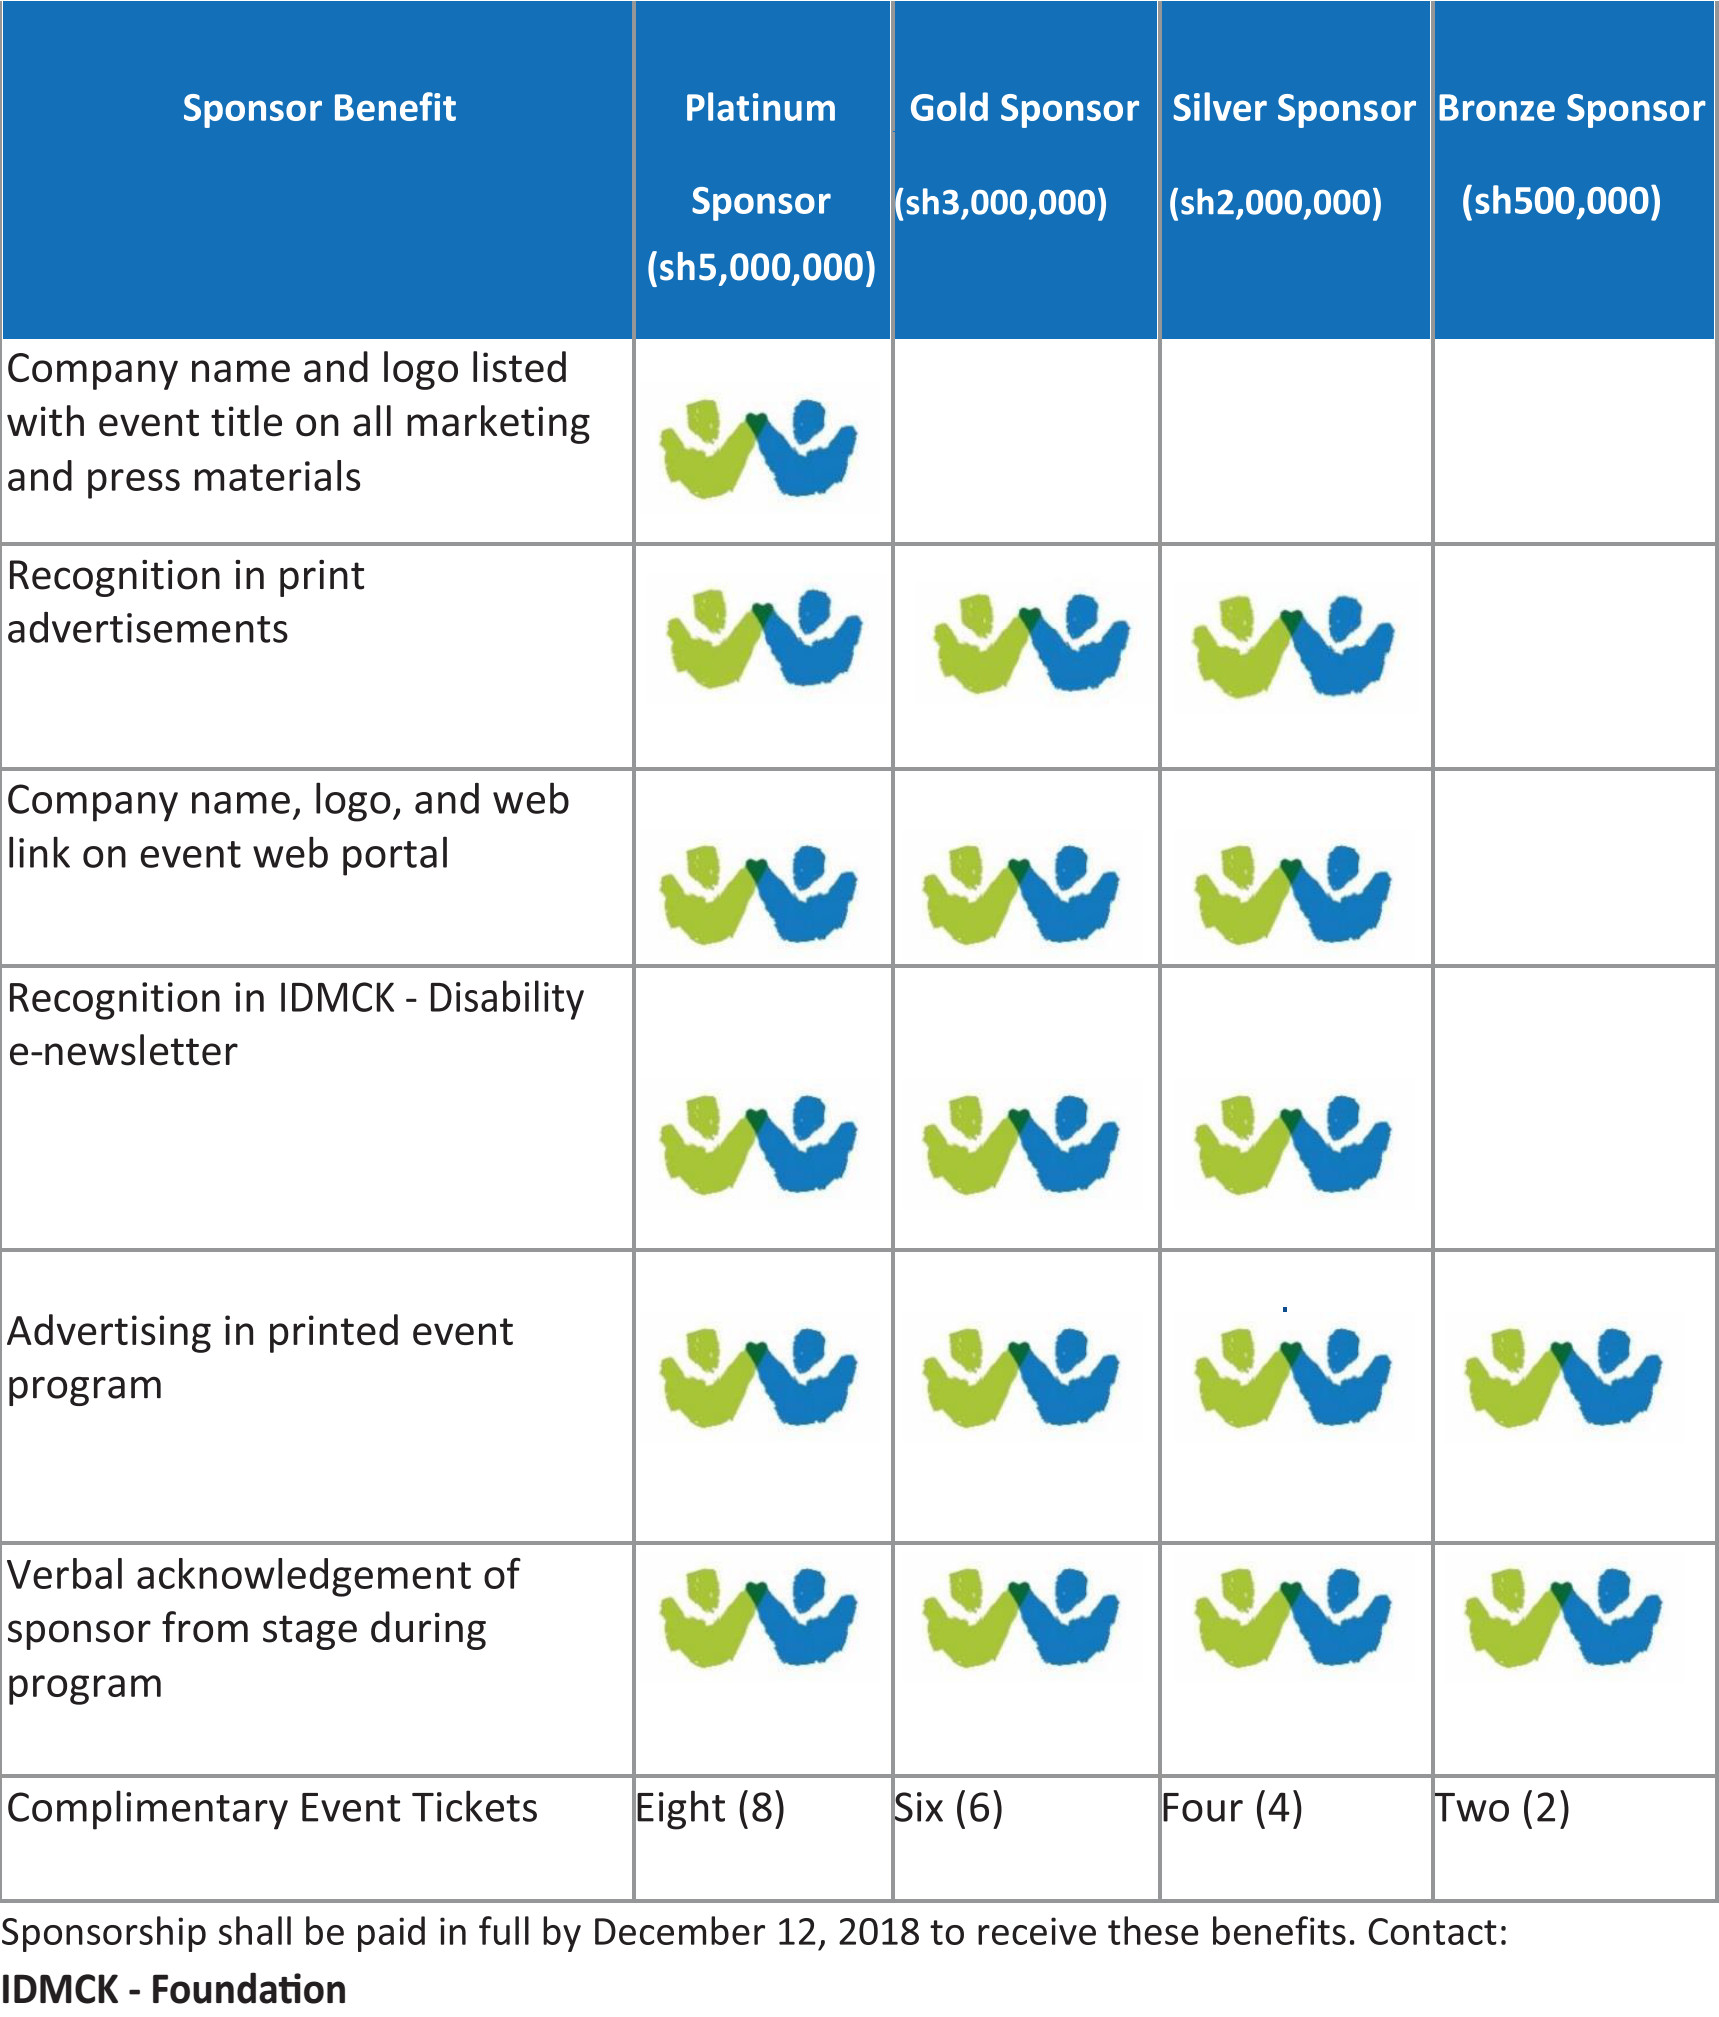 Sponsor Benefit
Platinum
Sponsor
(sh5,000,000)
Gold Sponsor
(sh3,000,000)
Silver Sponsor
(sh2,000,000)
Bronze Sponsor
(sh500,000)
Company name and logo listed
with event title on all marketing
and press materials
Recognition in print
advertisements
Company name, logo, and web
link on event web portal
Recognition in IDMCK - Disability
e-newsletter
Advertising in printed event
program
Verbal acknowledgement of
sponsor from stage during
program
Complimentary Event Tickets
Eight (8)
Six (6)
Four (4)
Two (2)
Sponsorship shall be paid in full by December 12, 2018 to receive these benefits. Contact:
IDMCK - Foundation